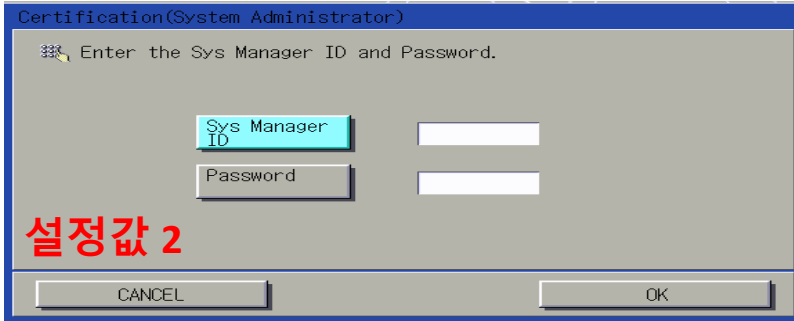 Certification(System Administrator)
Enter the Sys Manager ID and Password.
Sys Manager
ID
Password
설정값 2
CANCEL
OK